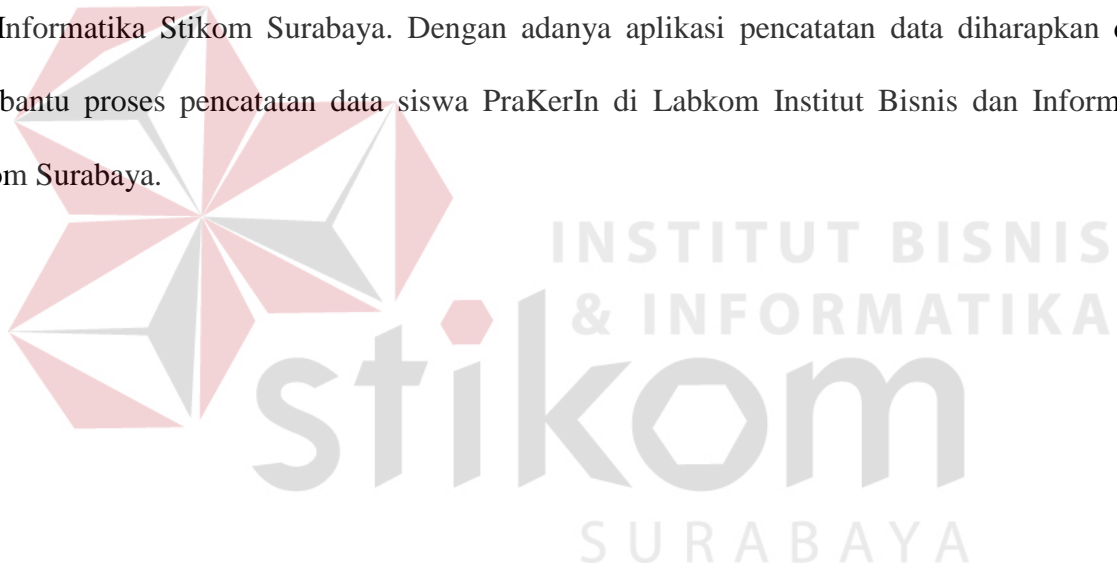 Informatika Stikom Surabaya. Dengan adanya aplikasi pencatatan data diharapkan
bantu proses pencatatan data siswa PraKerIn di Labkom Institut Bisnis dan Inform
om Surabaya.
INSTITUT BISNIS
& INFORMATIKA
stikom
SURABAYA